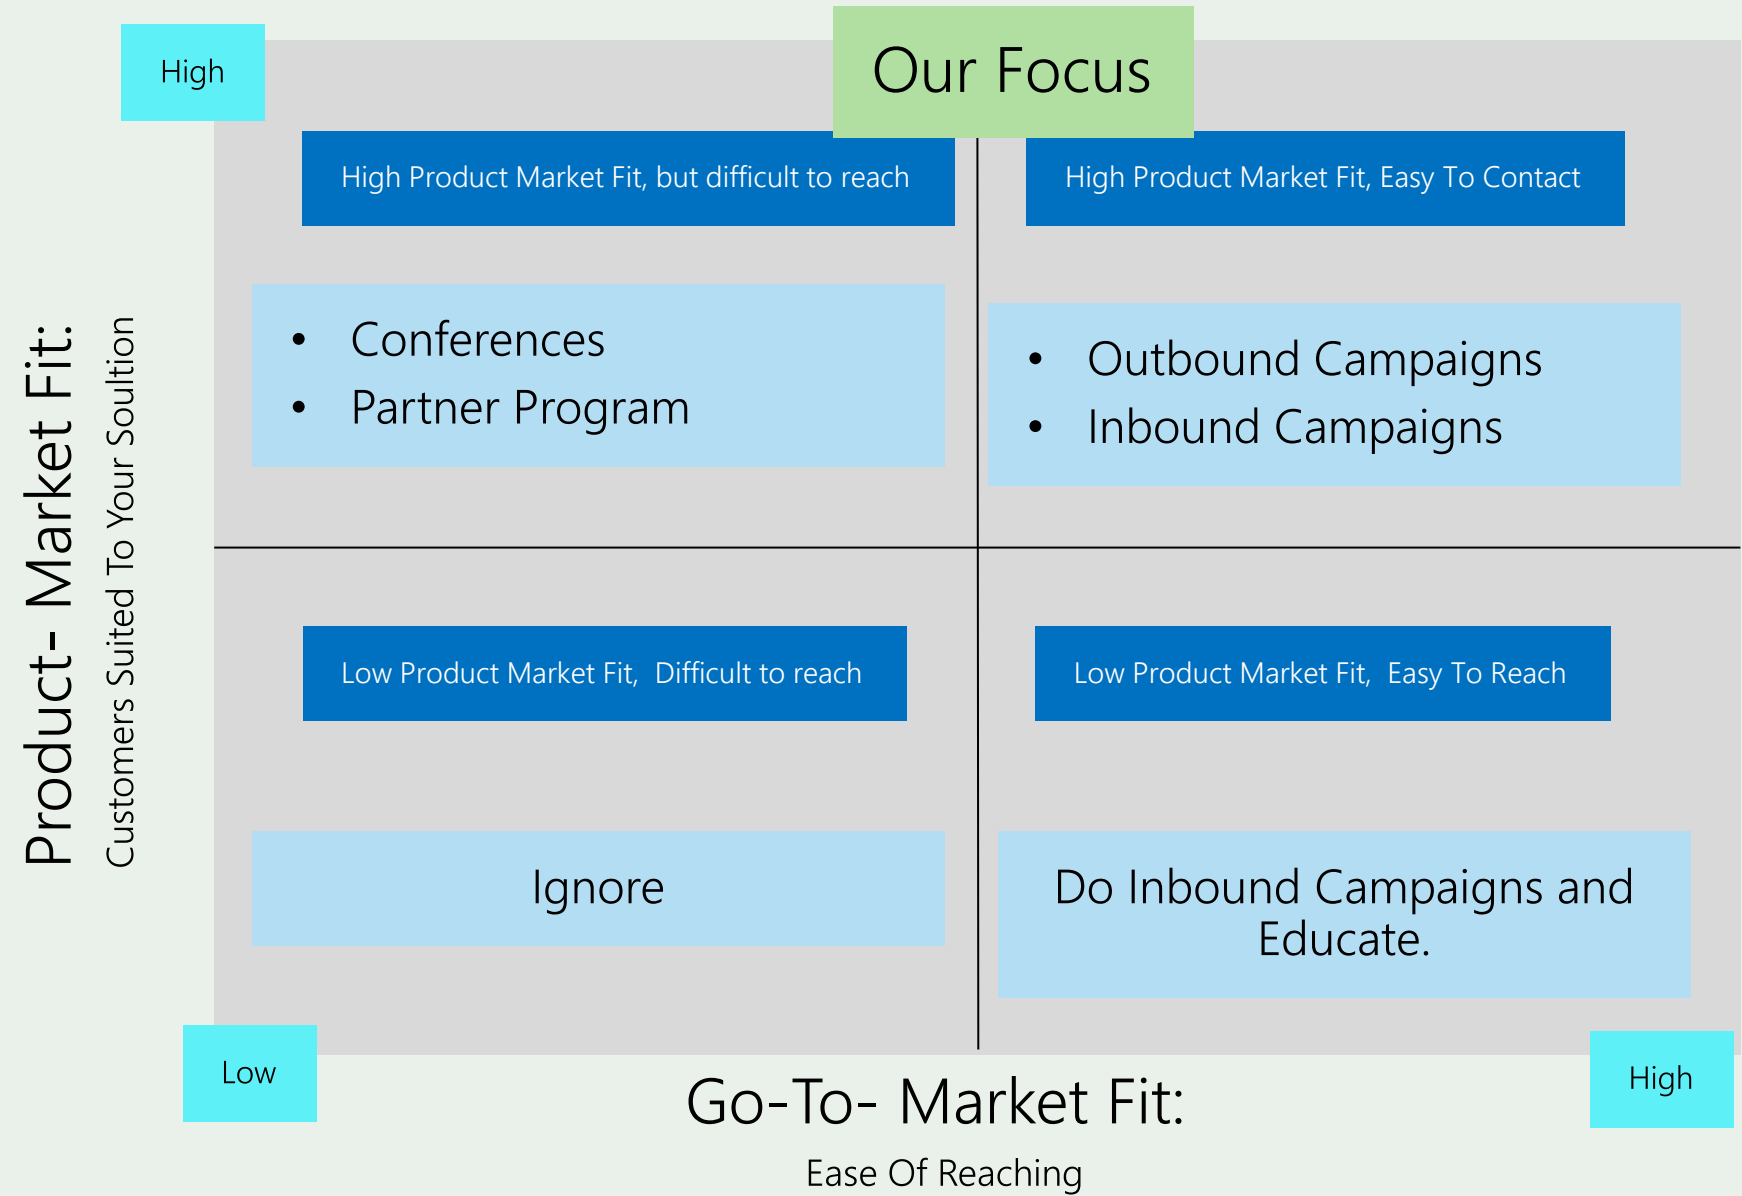 High
Our Focus
High Product Market Fit, but difficult to reach
High Product Market Fit, Easy To Contact
• Conferences
• Partner Program
• Outbound Campaigns
• Inbound Campaigns
Product- Market Fit:
Customers Suited To Your Soultion
Low Product Market Fit,  Difficult to reach
Low Product Market Fit,  Easy To Reach
Ignore
Do Inbound Campaigns and
Educate.
Low
High
Go-To- Market Fit:
Ease Of Reaching